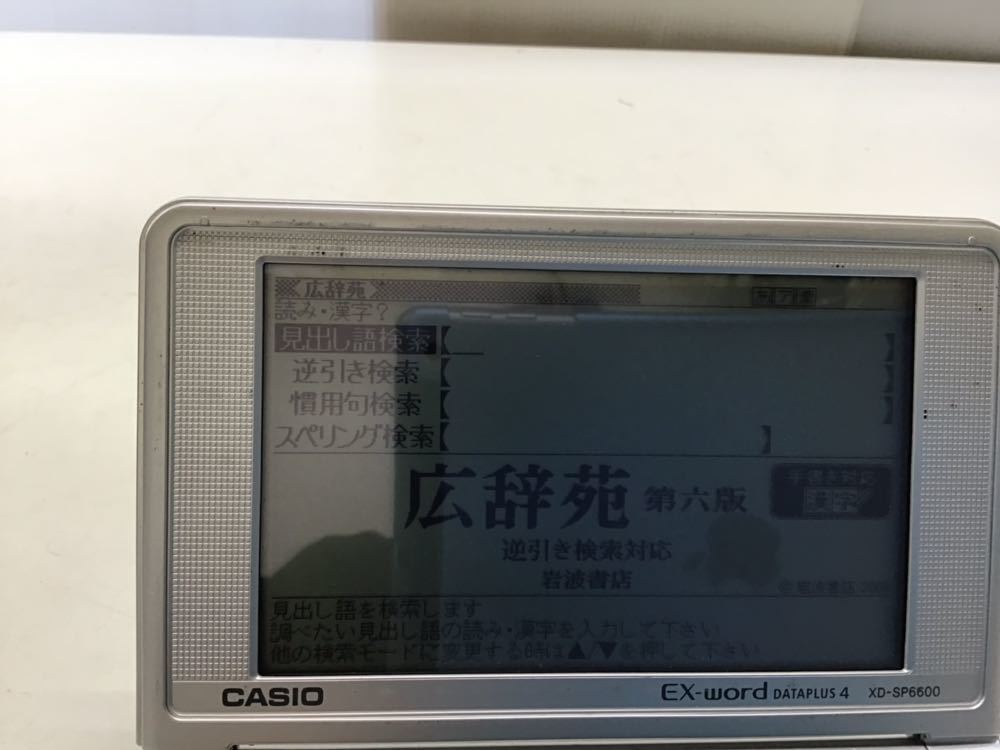 広辞苑
読み・漢字?
見出し語検索【 】
逆引き検索【 】
慣用句検索【 】
スペリング検索【 】
広辞苑 第六版
手書き対応
漢字
逆引き検索対応
岩波書店
© 岩波書店
見出し語を検索します
調べたい見出し語の読み・漢字を入力して下さい
他の検索モードに変更する時は▲/▼を押して下さい
CASIO EX-word DATAPLUS 4 XD-SP6600